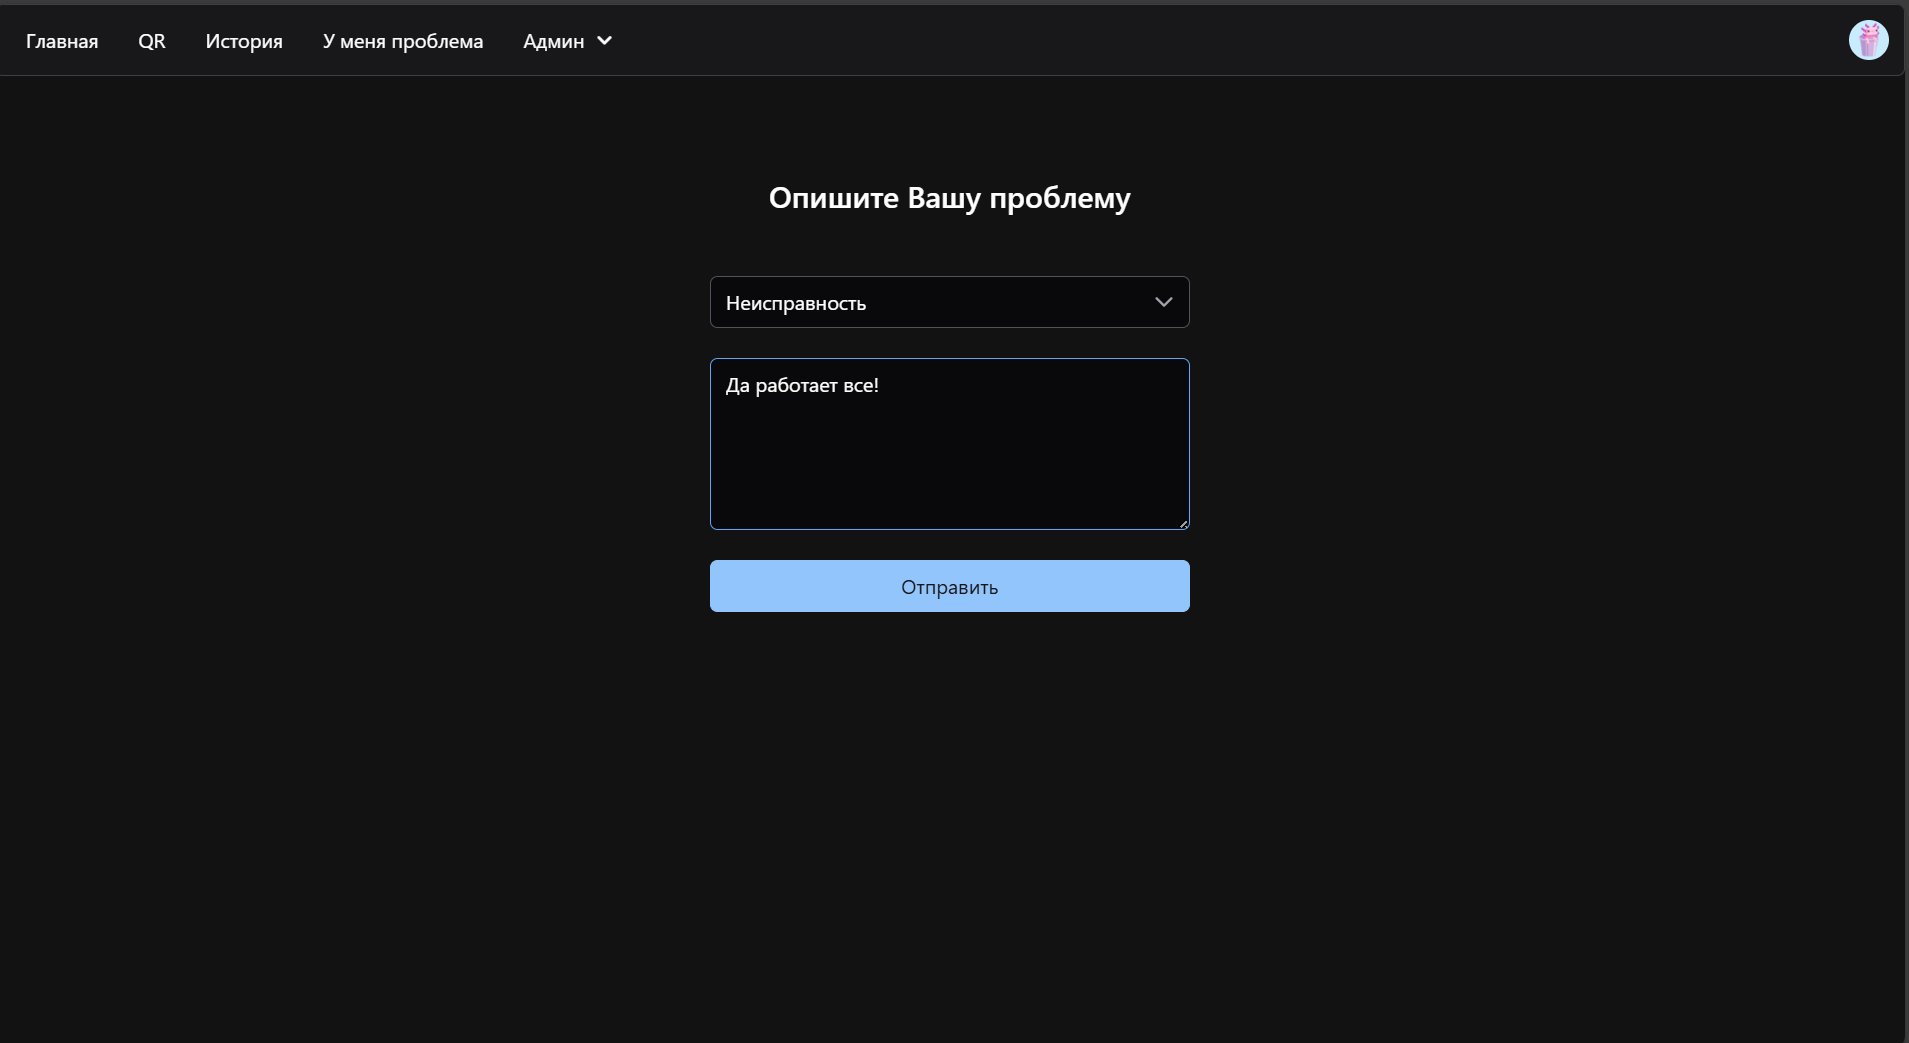 Главная QR История У меня проблема Админ
Опишите Вашу проблему
Неисправность
Да работает все!
Отправить